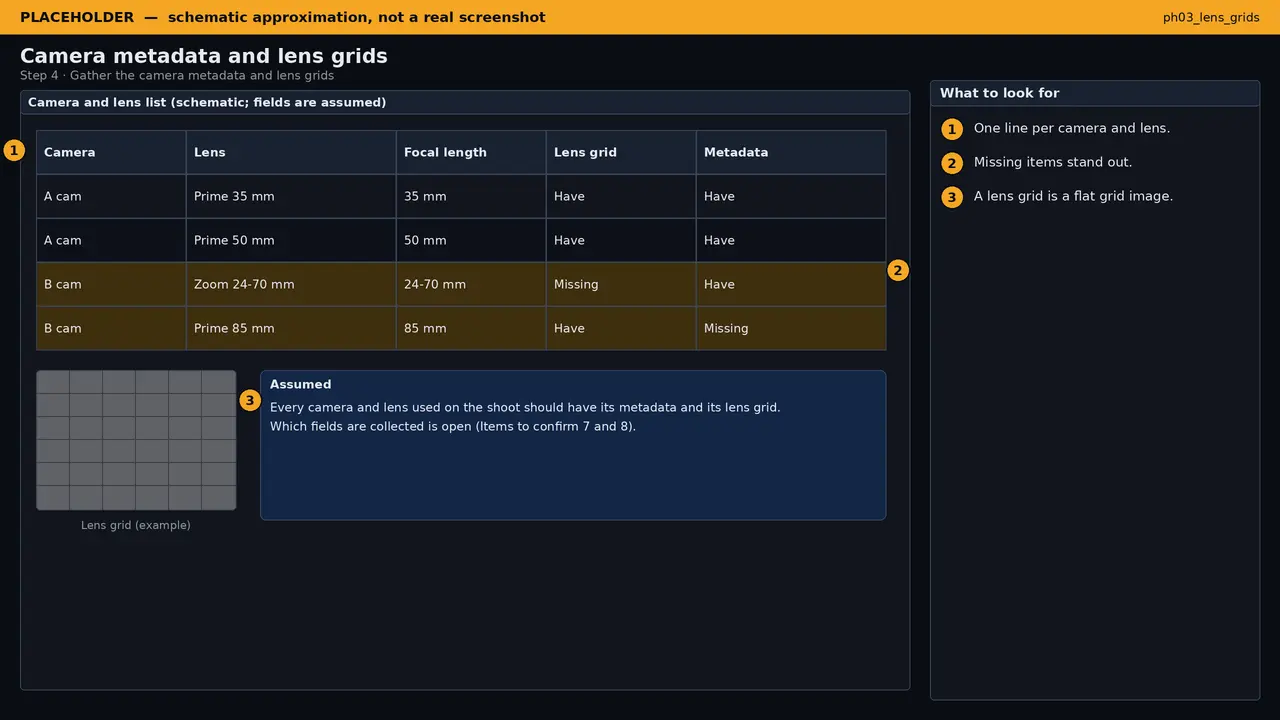 PLACEHOLDER — schematic approximation, not a real screenshot
ph03_lens_grids
Camera metadata and lens grids
Step 4 · Gather the camera metadata and lens grids
Camera and lens list (schematic; fields are assumed)
1
Camera Lens Focal length Lens grid Metadata
A cam Prime 35 mm 35 mm Have Have
A cam Prime 50 mm 50 mm Have Have
2
B cam Zoom 24-70 mm 24-70 mm Missing Have
B cam Prime 85 mm 85 mm Have Missing
3
Lens grid (example)
Assumed
Every camera and lens used on the shoot should have its metadata and its lens grid.
Which fields are collected is open (Items to confirm 7 and 8).
What to look for
1 One line per camera and lens.
2 Missing items stand out.
3 A lens grid is a flat grid image.